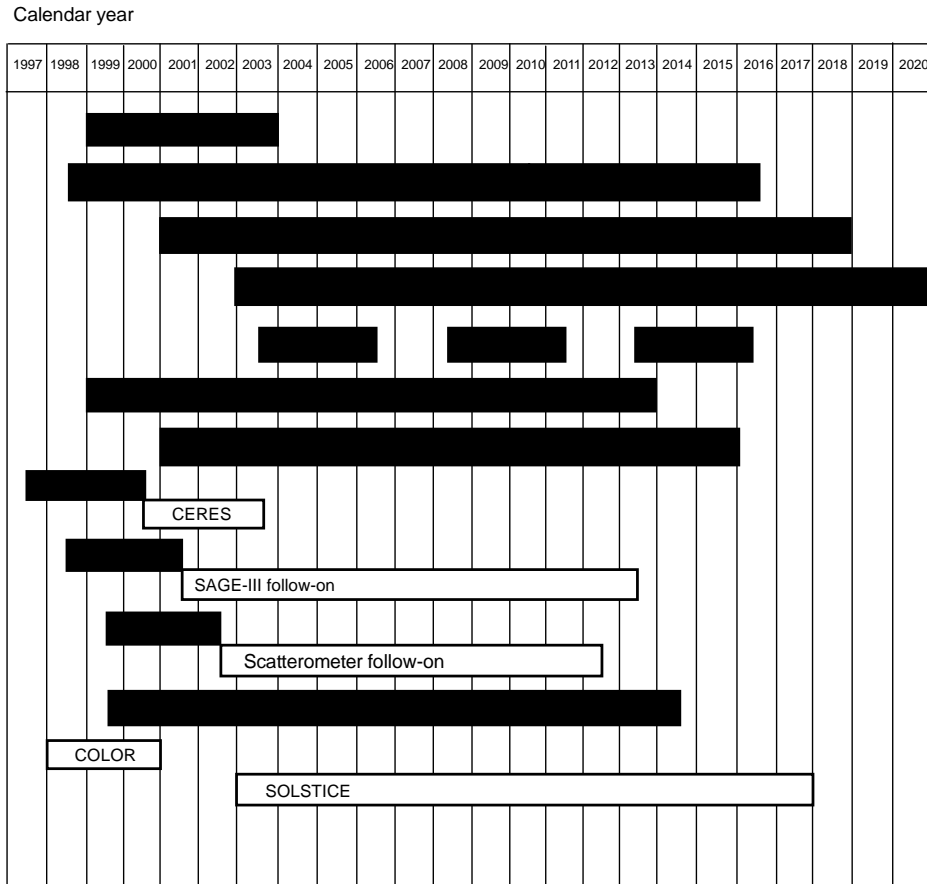 Calendar year
1997 1998 1999 2000 2001 2002 2003 2004 2005 2006 2007 2008 2009 2010 2011 2012 2013 2014 2015 2016 2017 2018 2019 2020
CERES
SAGE-III follow-on
Scatterometer follow-on
COLOR
SOLSTICE